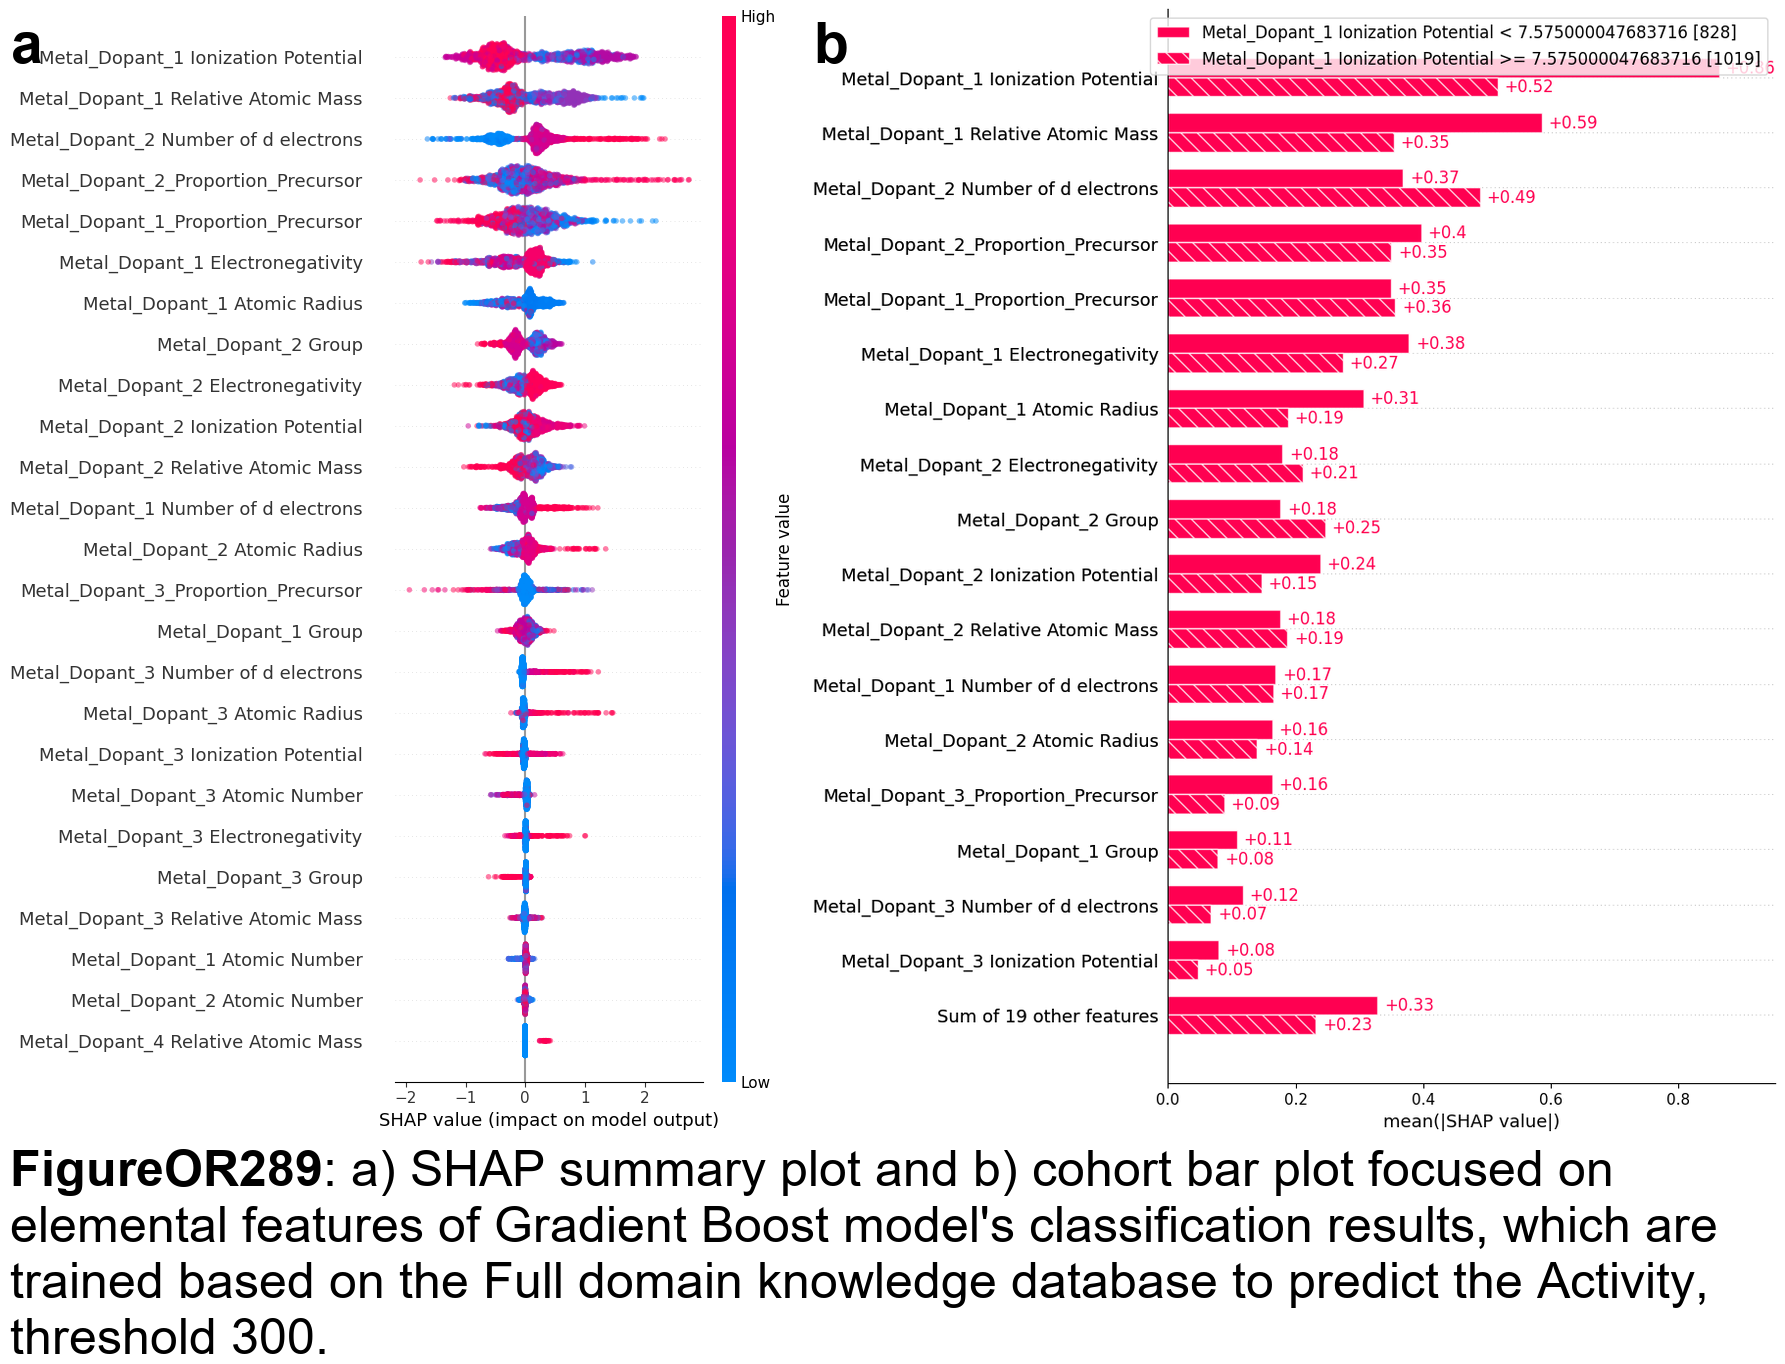 a
Metal_Dopant_1 Ionization Potential
Metal_Dopant_1 Relative Atomic Mass
Metal_Dopant_2 Number of d electrons
Metal_Dopant_2_Proportion_Precursor
Metal_Dopant_1_Proportion_Precursor
Metal_Dopant_1 Electronegativity
Metal_Dopant_1 Atomic Radius
Metal_Dopant_2 Group
Metal_Dopant_2 Electronegativity
Metal_Dopant_2 Ionization Potential
Metal_Dopant_2 Relative Atomic Mass
Metal_Dopant_1 Number of d electrons
Metal_Dopant_2 Atomic Radius
Metal_Dopant_3_Proportion_Precursor
Metal_Dopant_1 Group
Metal_Dopant_3 Number of d electrons
Metal_Dopant_3 Atomic Radius
Metal_Dopant_3 Ionization Potential
Metal_Dopant_3 Atomic Number
Metal_Dopant_3 Electronegativity
Metal_Dopant_3 Group
Metal_Dopant_3 Relative Atomic Mass
Metal_Dopant_1 Atomic Number
Metal_Dopant_2 Atomic Number
Metal_Dopant_4 Relative Atomic Mass
−2 −1 0 1 2
SHAP value (impact on model output)
High
Feature value
Low
b
Metal_Dopant_1 Ionization Potential < 7.575000047683716 [828]
Metal_Dopant_1 Ionization Potential >= 7.575000047683716 [1019]
Metal_Dopant_1 Ionization Potential
+0.52
Metal_Dopant_1 Relative Atomic Mass
+0.59
+0.35
Metal_Dopant_2 Number of d electrons
+0.37
+0.49
Metal_Dopant_2_Proportion_Precursor
+0.4
+0.35
Metal_Dopant_1_Proportion_Precursor
+0.35
+0.36
Metal_Dopant_1 Electronegativity
+0.38
+0.27
Metal_Dopant_1 Atomic Radius
+0.31
+0.19
Metal_Dopant_2 Electronegativity
+0.18
+0.21
Metal_Dopant_2 Group
+0.18
+0.25
Metal_Dopant_2 Ionization Potential
+0.24
+0.15
Metal_Dopant_2 Relative Atomic Mass
+0.18
+0.19
Metal_Dopant_1 Number of d electrons
+0.17
+0.17
Metal_Dopant_2 Atomic Radius
+0.16
+0.14
Metal_Dopant_3_Proportion_Precursor
+0.16
+0.09
Metal_Dopant_1 Group
+0.11
+0.08
Metal_Dopant_3 Number of d electrons
+0.12
+0.07
Metal_Dopant_3 Ionization Potential
+0.08
+0.05
Sum of 19 other features
+0.33
+0.23
0.0 0.2 0.4 0.6 0.8
mean(|SHAP value|)
FigureOR289: a) SHAP summary plot and b) cohort bar plot focused on
elemental features of Gradient Boost model's classification results, which are
trained based on the Full domain knowledge database to predict the Activity,
threshold 300.